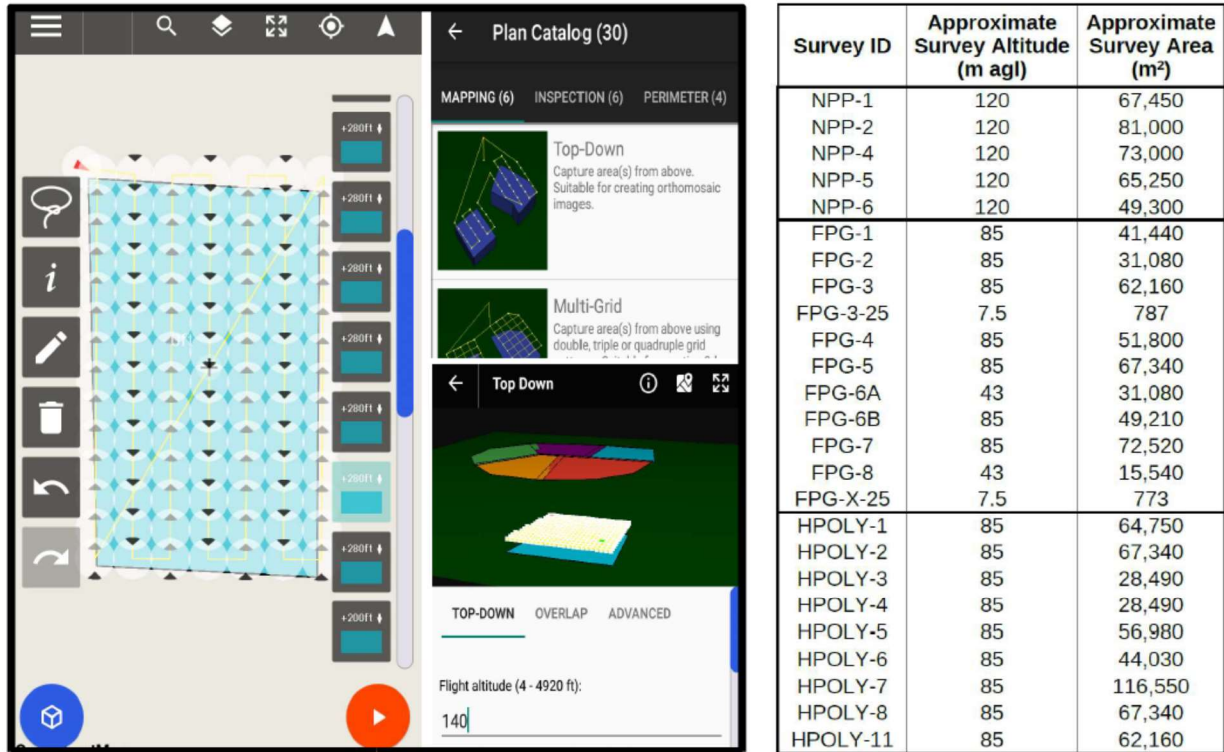 +280ft
+280ft
+280ft
+280ft
+280ft
+280ft
+280ft
+200ft
i
Plan Catalog (30)
MAPPING (6) INSPECTION (6) PERIMETER (4)
Top-Down
Capture area(s) from above.
Suitable for creating orthomosaic
images.
Multi-Grid
Capture area(s) from above using
double, triple or quadruple grid
Top Down
TOP-DOWN OVERLAP ADVANCED
Flight altitude (4 - 4920 ft):
140
Survey ID Approximate Survey Altitude (m agl) Approximate Survey Area (m²)
NPP-1 120 67,450
NPP-2 120 81,000
NPP-4 120 73,000
NPP-5 120 65,250
NPP-6 120 49,300
FPG-1 85 41,440
FPG-2 85 31,080
FPG-3 85 62,160
FPG-3-25 7.5 787
FPG-4 85 51,800
FPG-5 85 67,340
FPG-6A 43 31,080
FPG-6B 85 49,210
FPG-7 85 72,520
FPG-8 43 15,540
FPG-X-25 7.5 773
HPOLY-1 85 64,750
HPOLY-2 85 67,340
HPOLY-3 85 28,490
HPOLY-4 85 28,490
HPOLY-5 85 56,980
HPOLY-6 85 44,030
HPOLY-7 85 116,550
HPOLY-8 85 67,340
HPOLY-11 85 62,160